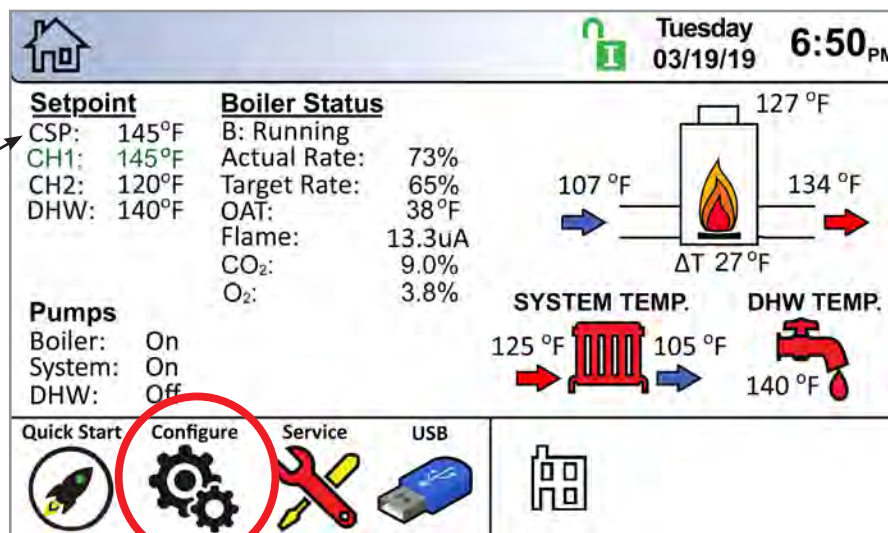 Tuesday
03/19/19
6:50 PM
I
Setpoint
CSP: 145°F
CH1: 145°F
CH2: 120°F
DHW: 140°F
Boiler Status
B: Running
Actual Rate: 73%
Target Rate: 65%
OAT: 38°F
Flame: 13.3uA
CO₂: 9.0%
O₂: 3.8%
127 °F
107 °F
134 °F
ΔT 27°F
Pumps
Boiler: On
System: On
DHW: Off
SYSTEM TEMP.
125 °F
105 °F
DHW TEMP.
140 °F
Quick Start
Configure
Service
USB